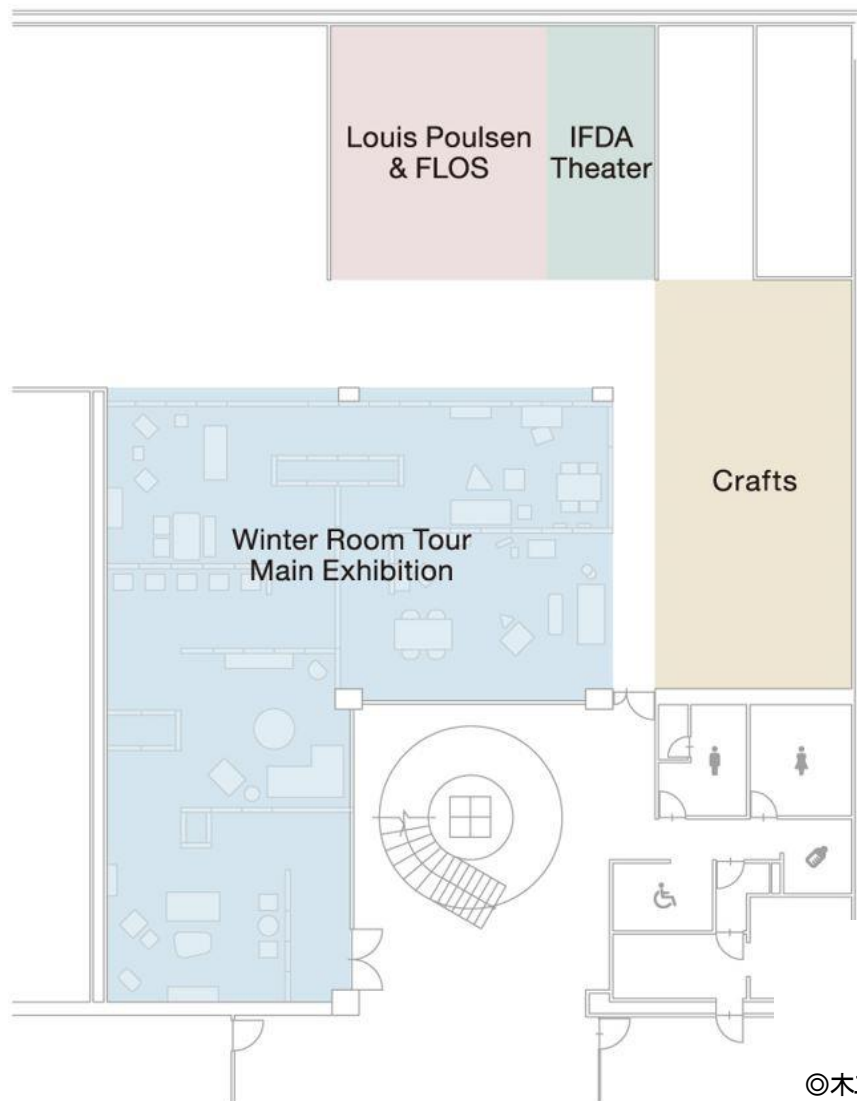 Louis Poulsen
& FLOS
IFDA
Theater
Crafts
Winter Room Tour
Main Exhibition
◎木